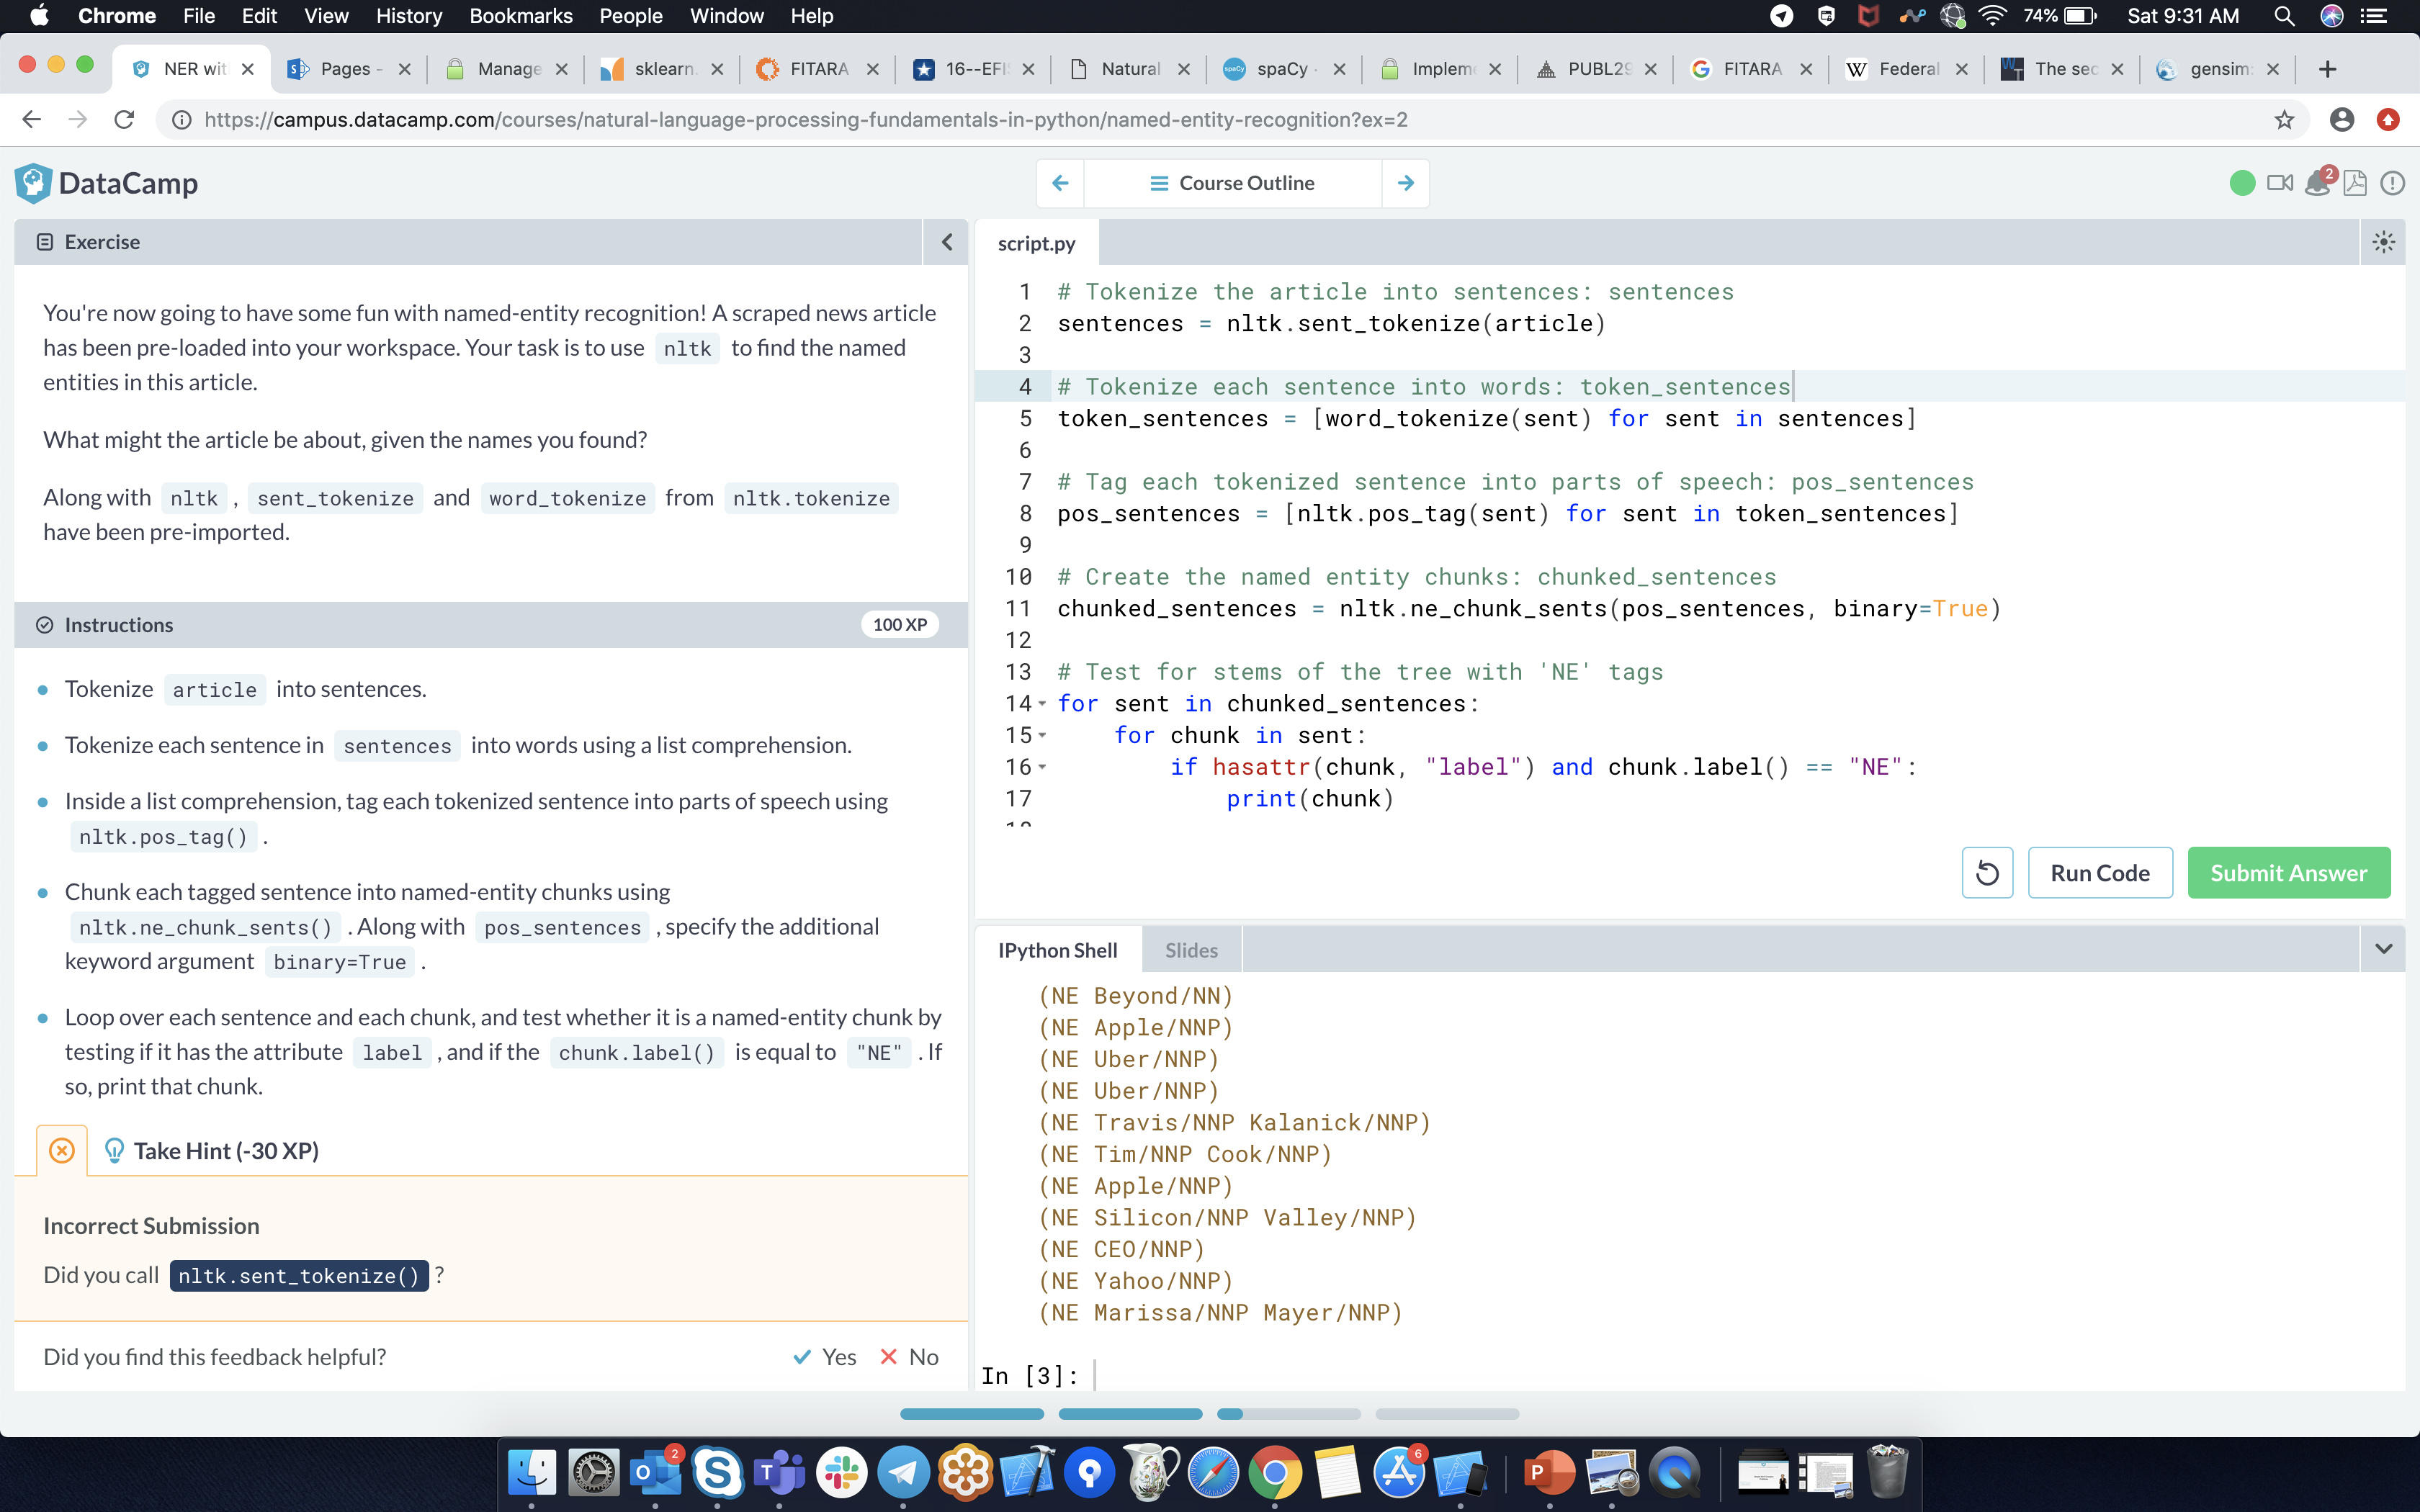 Chrome File Edit View History Bookmarks People Window Help 74% Sat 9:31 AM
NER wit Pages - Manage sklearn. FITARA 16--EFI Natural spaCy spaCy · Implem PUBL29 FITARA W Federal The sec gensim:
https://campus.datacamp.com/courses/natural-language-processing-fundamentals-in-python/named-entity-recognition?ex=2
DataCamp
Course Outline
2
Exercise
You're now going to have some fun with named-entity recognition! A scraped news article
has been pre-loaded into your workspace. Your task is to use nltk to find the named
entities in this article.
What might the article be about, given the names you found?
Along with nltk , sent_tokenize and word_tokenize from nltk.tokenize
have been pre-imported.
Instructions
100 XP
Tokenize article into sentences.
Tokenize each sentence in sentences into words using a list comprehension.
Inside a list comprehension, tag each tokenized sentence into parts of speech using
nltk.pos_tag() .
Chunk each tagged sentence into named-entity chunks using
nltk.ne_chunk_sents() . Along with pos_sentences , specify the additional
keyword argument binary=True .
Loop over each sentence and each chunk, and test whether it is a named-entity chunk by
testing if it has the attribute label , and if the chunk.label() is equal to "NE" . If
so, print that chunk.
Take Hint (-30 XP)
Incorrect Submission
Did you call nltk.sent_tokenize() ?
Did you find this feedback helpful?
Yes No
script.py
1 # Tokenize the article into sentences: sentences
2 sentences = nltk.sent_tokenize(article)
3
4 # Tokenize each sentence into words: token_sentences
5 token_sentences = [word_tokenize(sent) for sent in sentences]
6
7 # Tag each tokenized sentence into parts of speech: pos_sentences
8 pos_sentences = [nltk.pos_tag(sent) for sent in token_sentences]
9
10 # Create the named entity chunks: chunked_sentences
11 chunked_sentences = nltk.ne_chunk_sents(pos_sentences, binary=True)
12
13 # Test for stems of the tree with 'NE' tags
14 for sent in chunked_sentences:
15 for chunk in sent:
16 if hasattr(chunk, "label") and chunk.label() == "NE":
17 print(chunk)
Run Code
Submit Answer
IPython Shell
Slides
(NE Beyond/NN)
(NE Apple/NNP)
(NE Uber/NNP)
(NE Uber/NNP)
(NE Travis/NNP Kalanick/NNP)
(NE Tim/NNP Cook/NNP)
(NE Apple/NNP)
(NE Silicon/NNP Valley/NNP)
(NE CEO/NNP)
(NE Yahoo/NNP)
(NE Marissa/NNP Mayer/NNP)
In [3]:
2
6